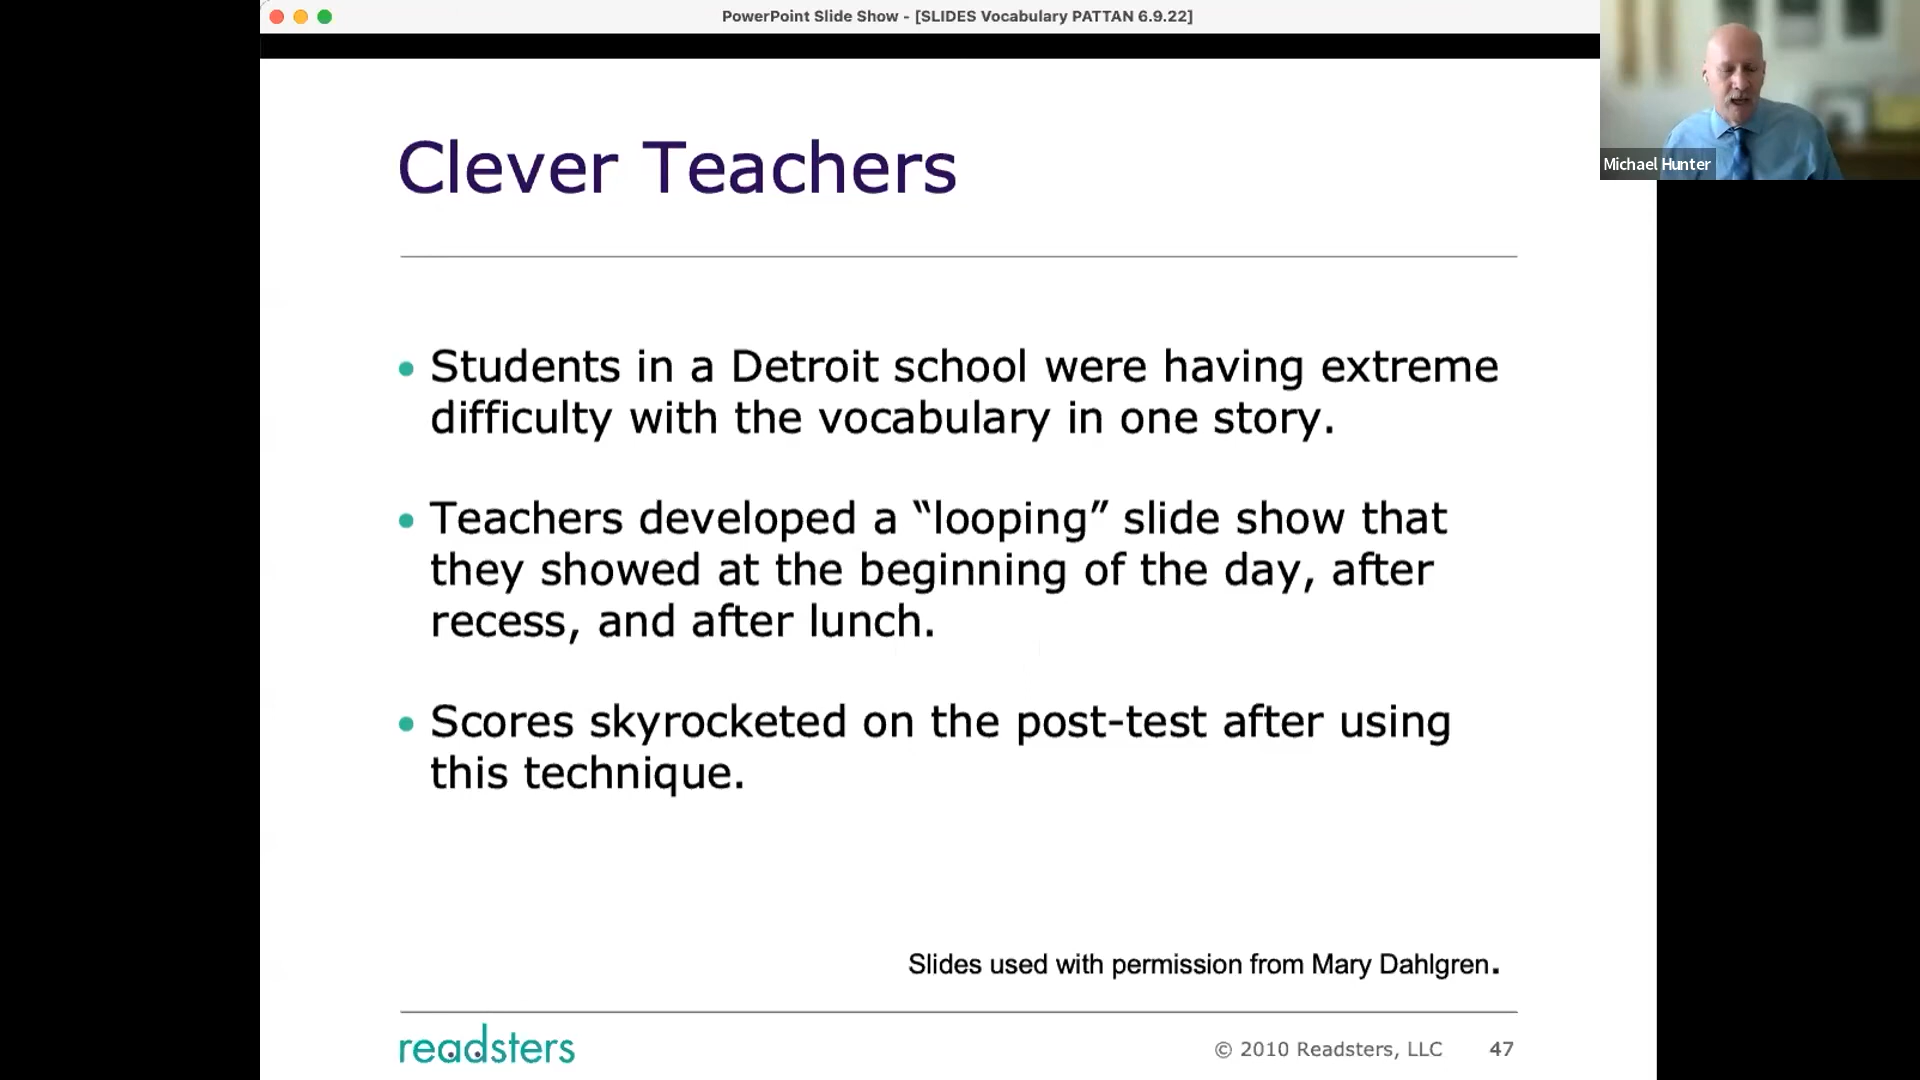 PowerPoint Slide Show - [SLIDES Vocabulary PATTAN 6.9.22]
Michael Hunter
Clever Teachers
• Students in a Detroit school were having extreme
difficulty with the vocabulary in one story.
• Teachers developed a “looping” slide show that
they showed at the beginning of the day, after
recess, and after lunch.
• Scores skyrocketed on the post-test after using
this technique.
Slides used with permission from Mary Dahlgren.
readsters
© 2010 Readsters, LLC
47